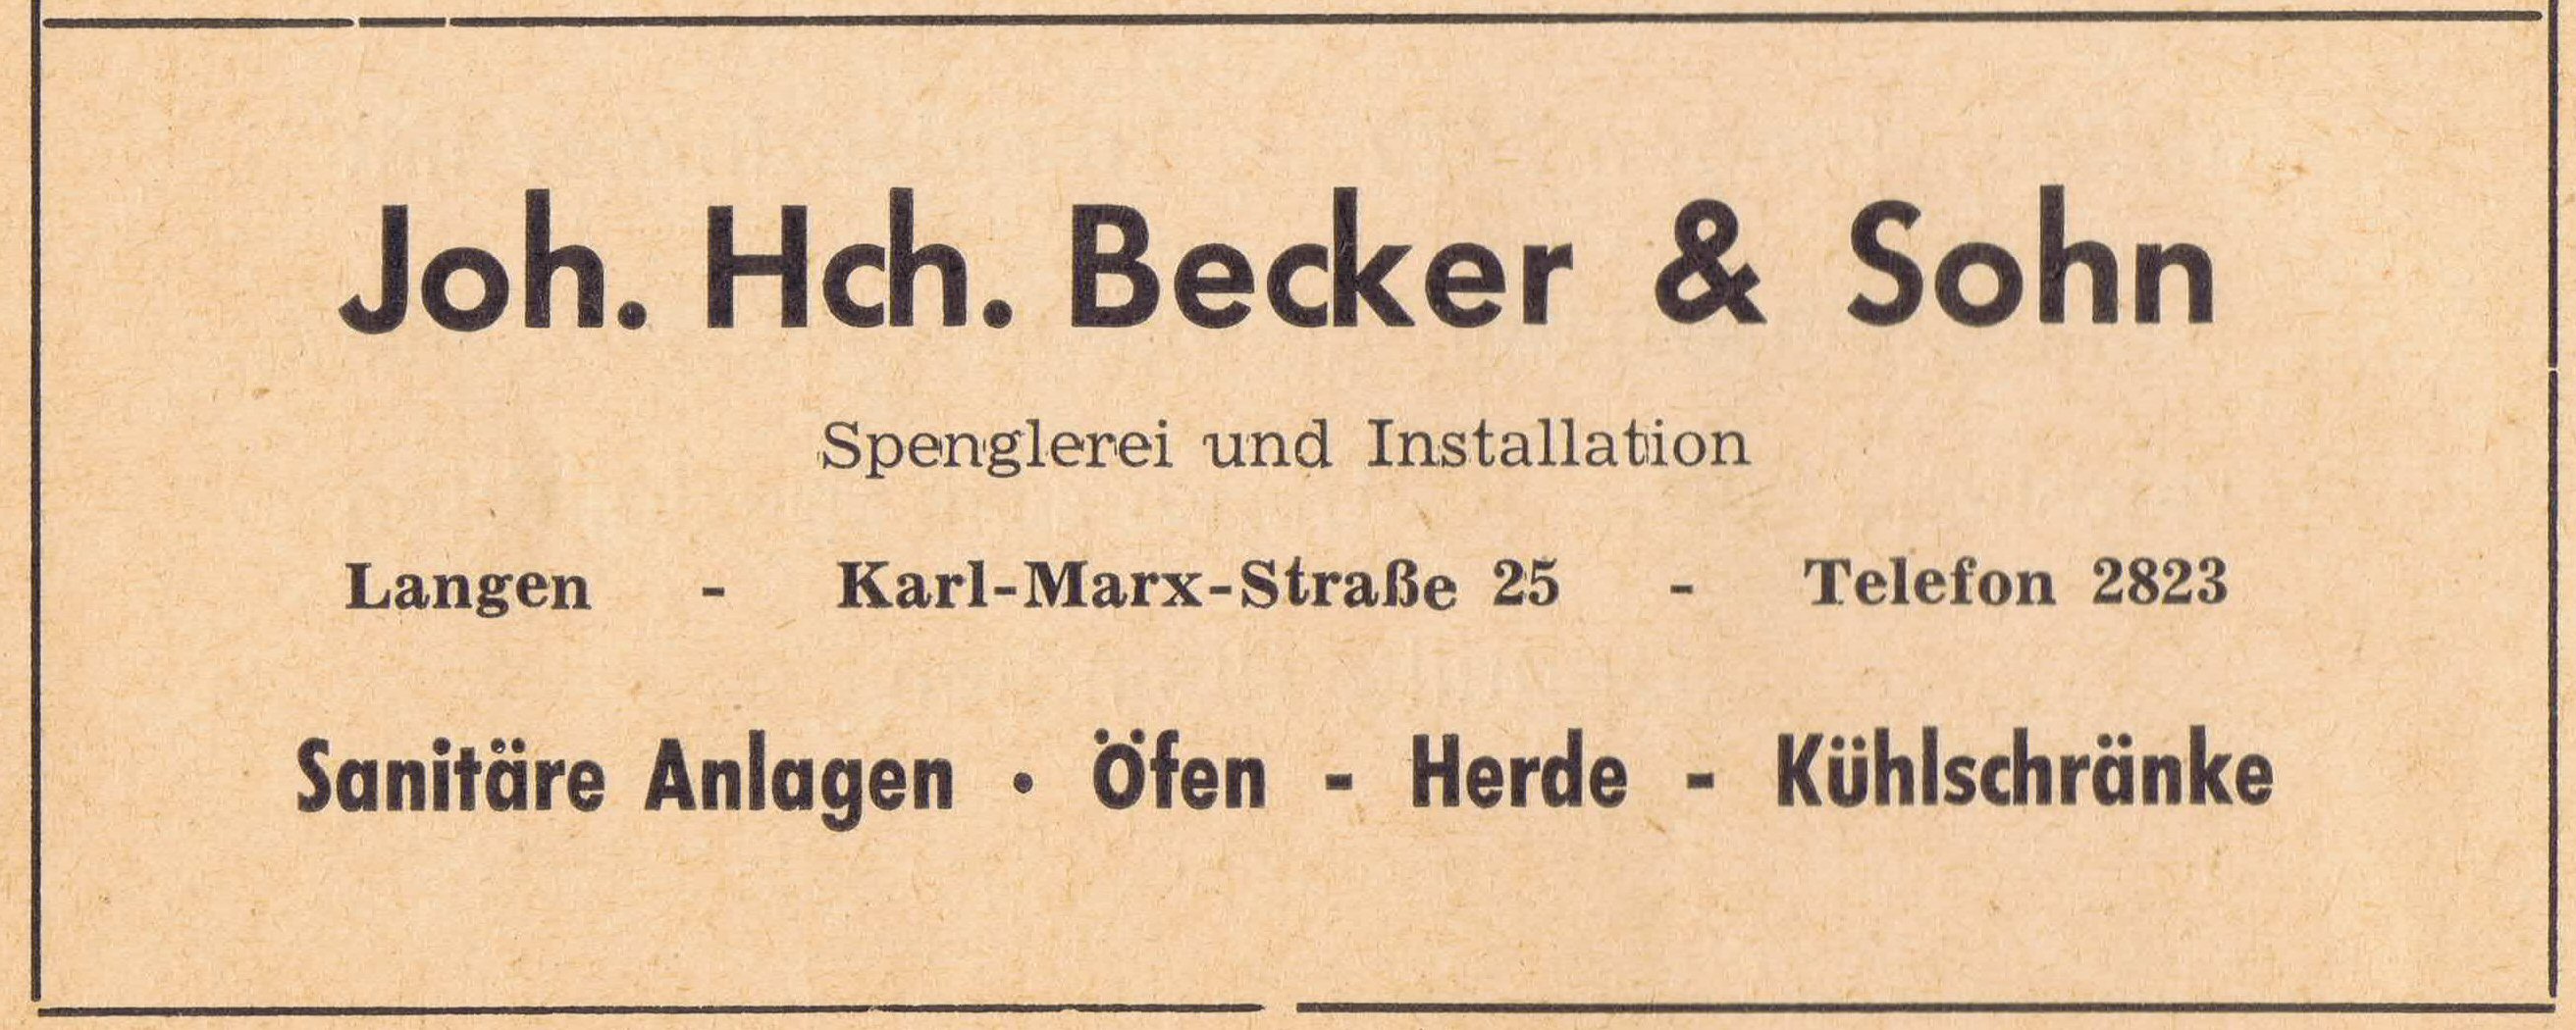 Joh. Hch. Becker & Sohn
Spenglerei und Installation
Langen - Karl-Marx-Straße 25 - Telefon 2823
Sanitäre Anlagen • Öfen - Herde - Kühlschränke